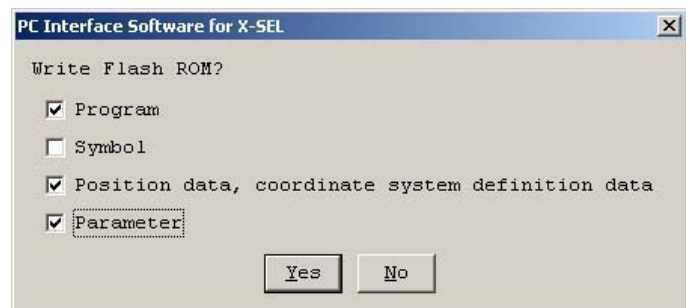 PC Interface Software for X-SEL
Write Flash ROM?
Program
Symbol
Position data, coordinate system definition data
Parameter
Yes No